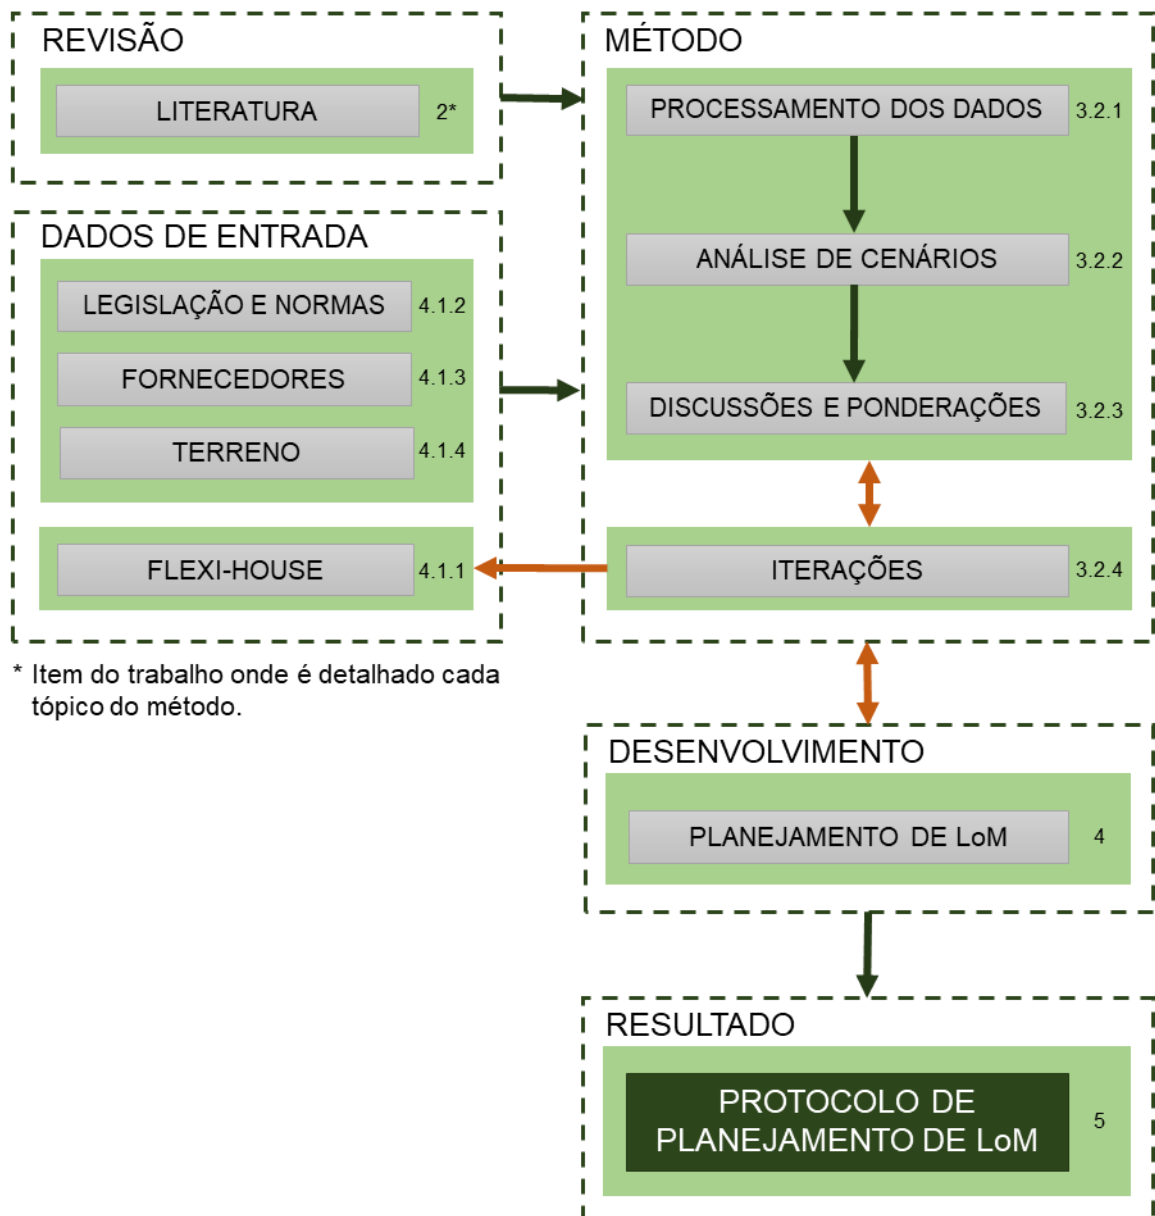 REVISÃO
LITERATURA 2*
DADOS DE ENTRADA
LEGISLAÇÃO E NORMAS 4.1.2
FORNECEDORES 4.1.3
TERRENO 4.1.4
FLEXI-HOUSE 4.1.1
* Item do trabalho onde é detalhado cada
tópico do método.
MÉTODO
PROCESSAMENTO DOS DADOS 3.2.1
ANÁLISE DE CENÁRIOS 3.2.2
DISCUSSÕES E PONDERAÇÕES 3.2.3
ITERAÇÕES 3.2.4
DESENVOLVIMENTO
PLANEJAMENTO DE LoM 4
RESULTADO
PROTOCOLO DE
PLANEJAMENTO DE LoM 5